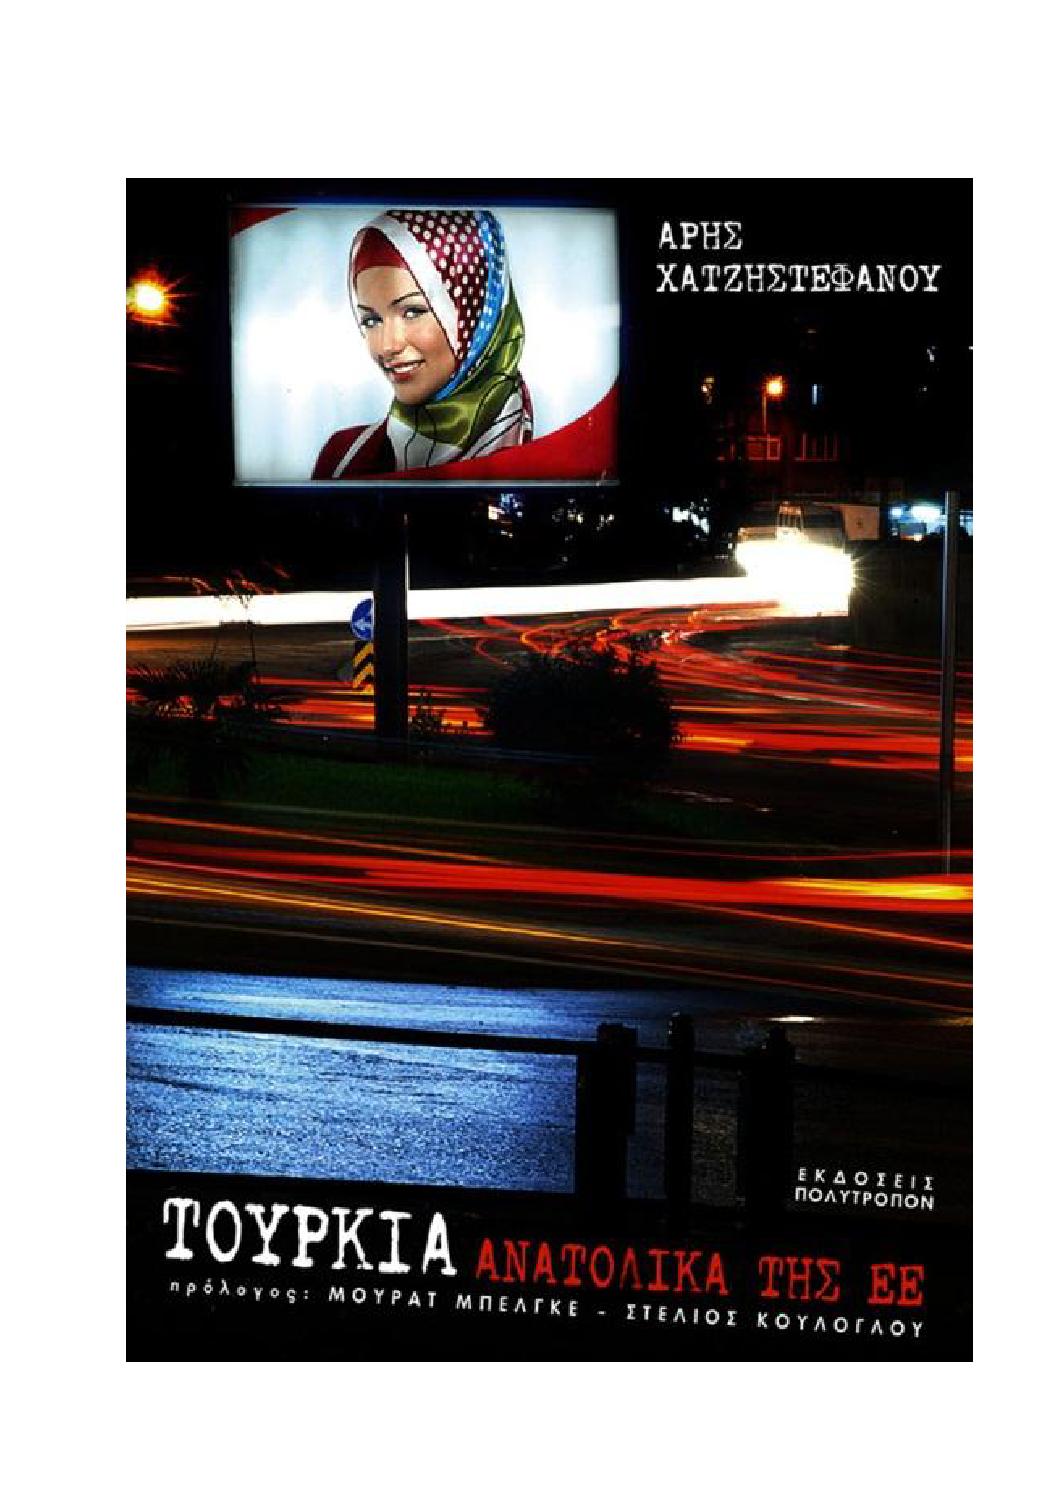 ΑΡΗΣ
ΧΑΤΖΗΣΤΕΦΑΝΟΥ
ΕΚΔΟΣΕΙΣ
ΠΟΛΥΤΡΟΠΟΝ
ΤΟΥΡΚΙΑ ΑΝΑΤΟΛΙΚΑ ΤΗΣ ΕΕ
πρόλογος: ΜΟΥΡΑΤ ΜΠΕΛΓΚΕ - ΣΤΕΛΙΟΣ ΚΟΥΛΟΓΛΟΥ